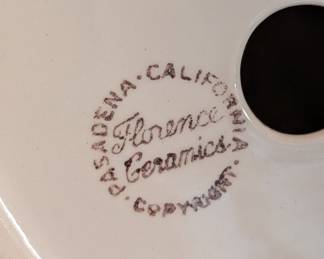 PASADENA · CALIFORNIA
Florence
Ceramics
· COPYRIGHT ·